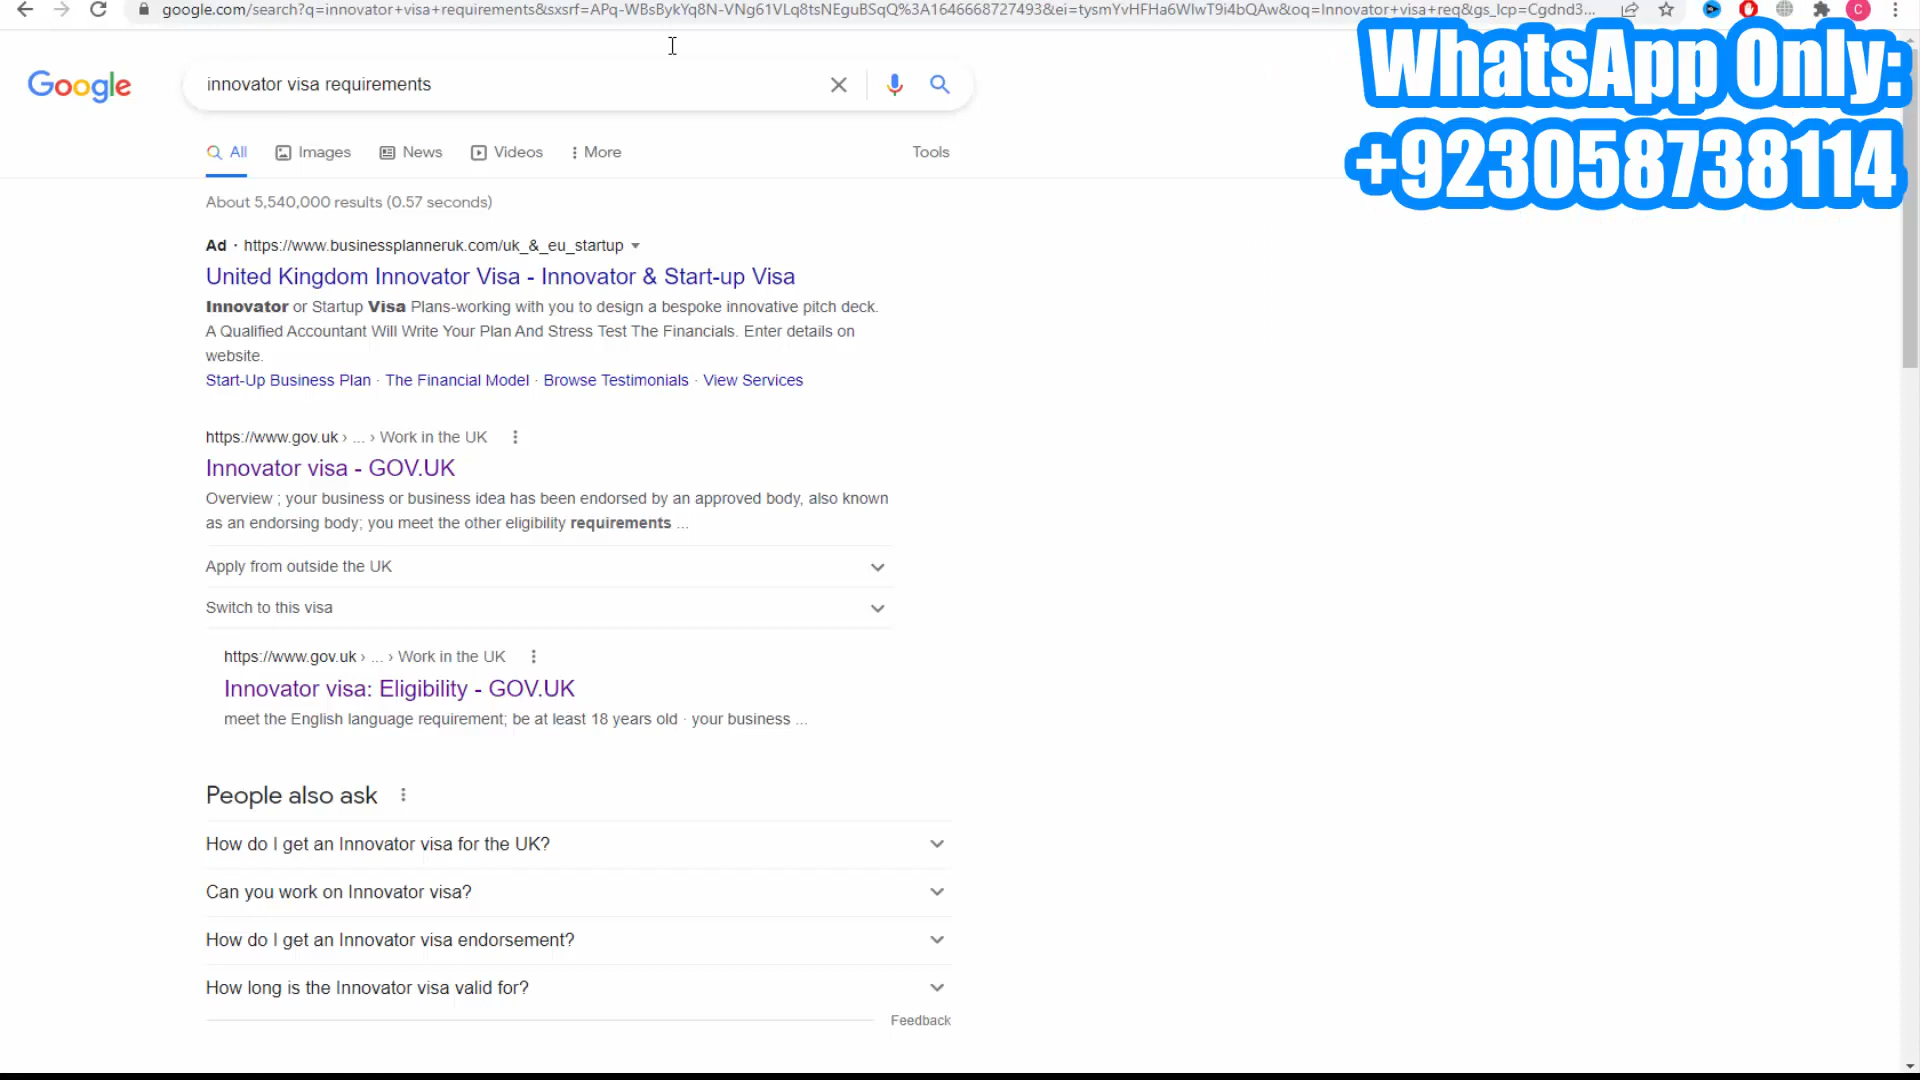 google.com/search?q=innovator+visa+requirements&sxsrf=APq-WBsBykYq8N-VNg61VLq8tsNEguBSqQ%3A1646668727493&ei=tysmYvHFHa6WlwT9i4bQAw&oq=Innovator+visa+req&gs_lcp=Cgdnd3...
C
WhatsApp Only:
+923058738114
Google
innovator visa requirements
All
Images
News
Videos
More
Tools
About 5,540,000 results (0.57 seconds)
Ad · https://www.businessplanneruk.com/uk_&_eu_startup
United Kingdom Innovator Visa - Innovator & Start-up Visa
Innovator or Startup Visa Plans-working with you to design a bespoke innovative pitch deck.
A Qualified Accountant Will Write Your Plan And Stress Test The Financials. Enter details on
website.
Start-Up Business Plan · The Financial Model · Browse Testimonials · View Services
https://www.gov.uk › ... › Work in the UK
Innovator visa - GOV.UK
Overview ; your business or business idea has been endorsed by an approved body, also known
as an endorsing body; you meet the other eligibility requirements ...
Apply from outside the UK
Switch to this visa
https://www.gov.uk › ... › Work in the UK
Innovator visa: Eligibility - GOV.UK
meet the English language requirement; be at least 18 years old · your business ...
People also ask
How do I get an Innovator visa for the UK?
Can you work on Innovator visa?
How do I get an Innovator visa endorsement?
How long is the Innovator visa valid for?
Feedback